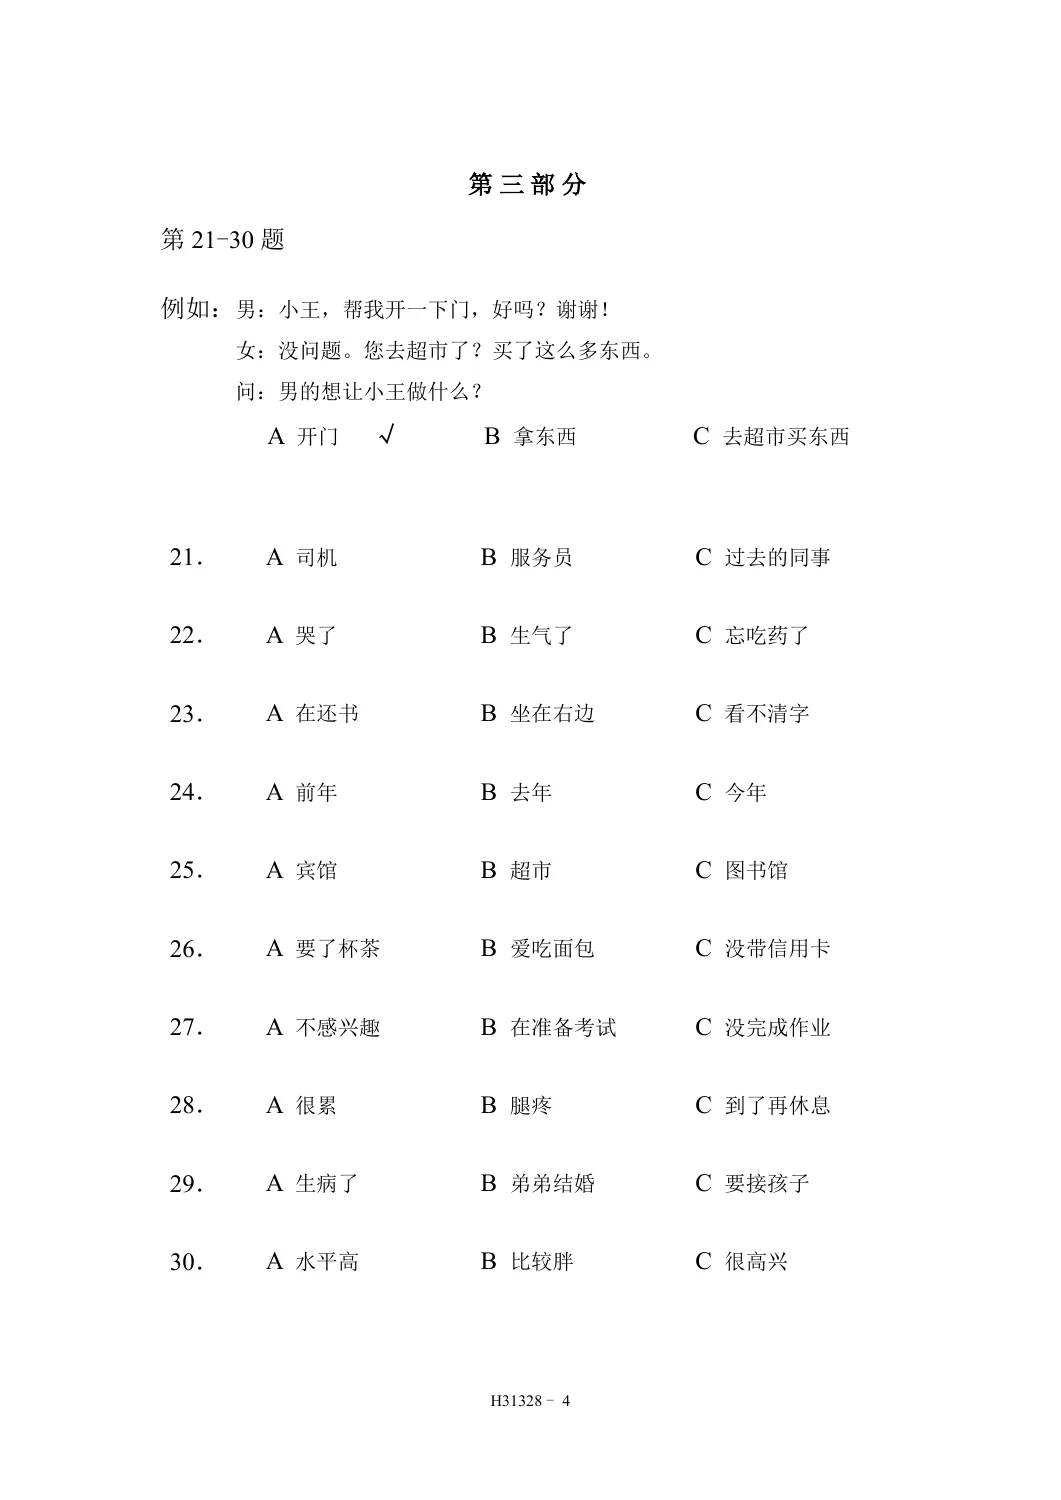 第三部分
第 21-30 题
例如：男：小王，帮我开一下门，好吗？谢谢！
女：没问题。您去超市了？买了这么多东西。
问：男的想让小王做什么？
A 开门 √ B 拿东西 C 去超市买东西
21． A 司机 B 服务员 C 过去的同事
22． A 哭了 B 生气了 C 忘吃药了
23． A 在还书 B 坐在右边 C 看不清字
24． A 前年 B 去年 C 今年
25． A 宾馆 B 超市 C 图书馆
26． A 要了杯茶 B 爱吃面包 C 没带信用卡
27． A 不感兴趣 B 在准备考试 C 没完成作业
28． A 很累 B 腿疼 C 到了再休息
29． A 生病了 B 弟弟结婚 C 要接孩子
30． A 水平高 B 比较胖 C 很高兴
H31328 - 4